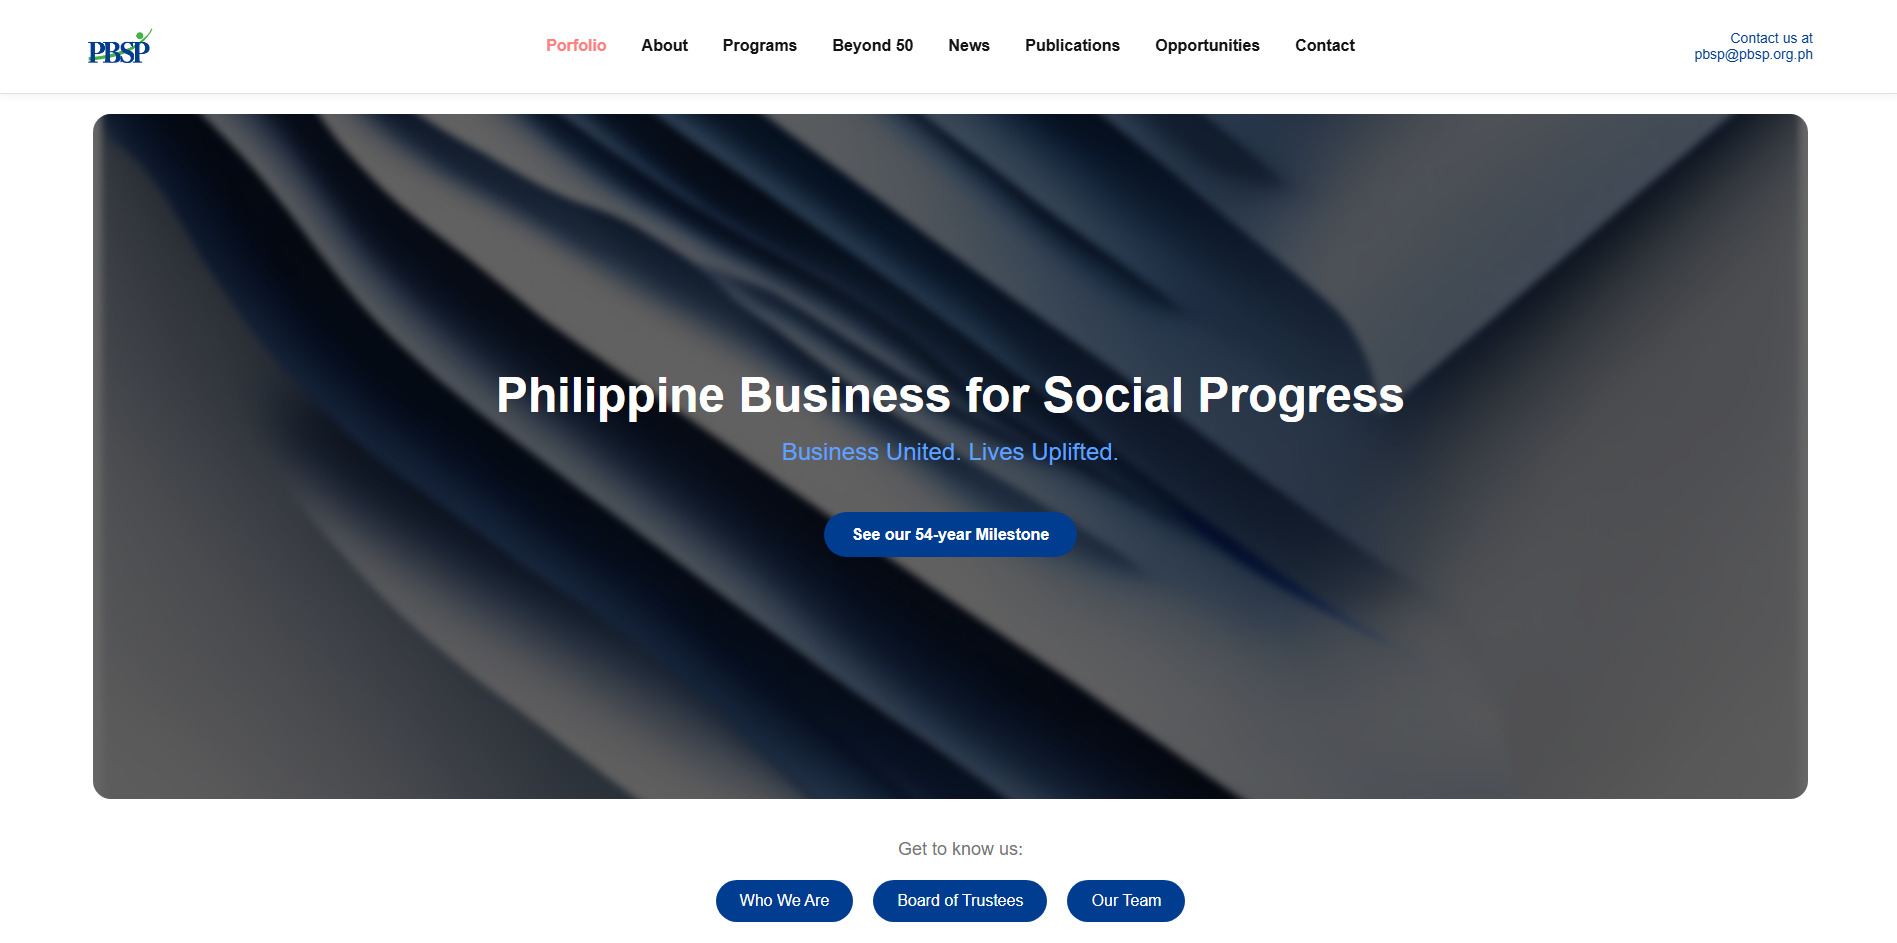 PBSP
Porfolio
About
Programs
Beyond 50
News
Publications
Opportunities
Contact
Contact us at
pbsp@pbsp.org.ph
Philippine Business for Social Progress
Business United. Lives Uplifted.
See our 54-year Milestone
Get to know us:
Who We Are
Board of Trustees
Our Team